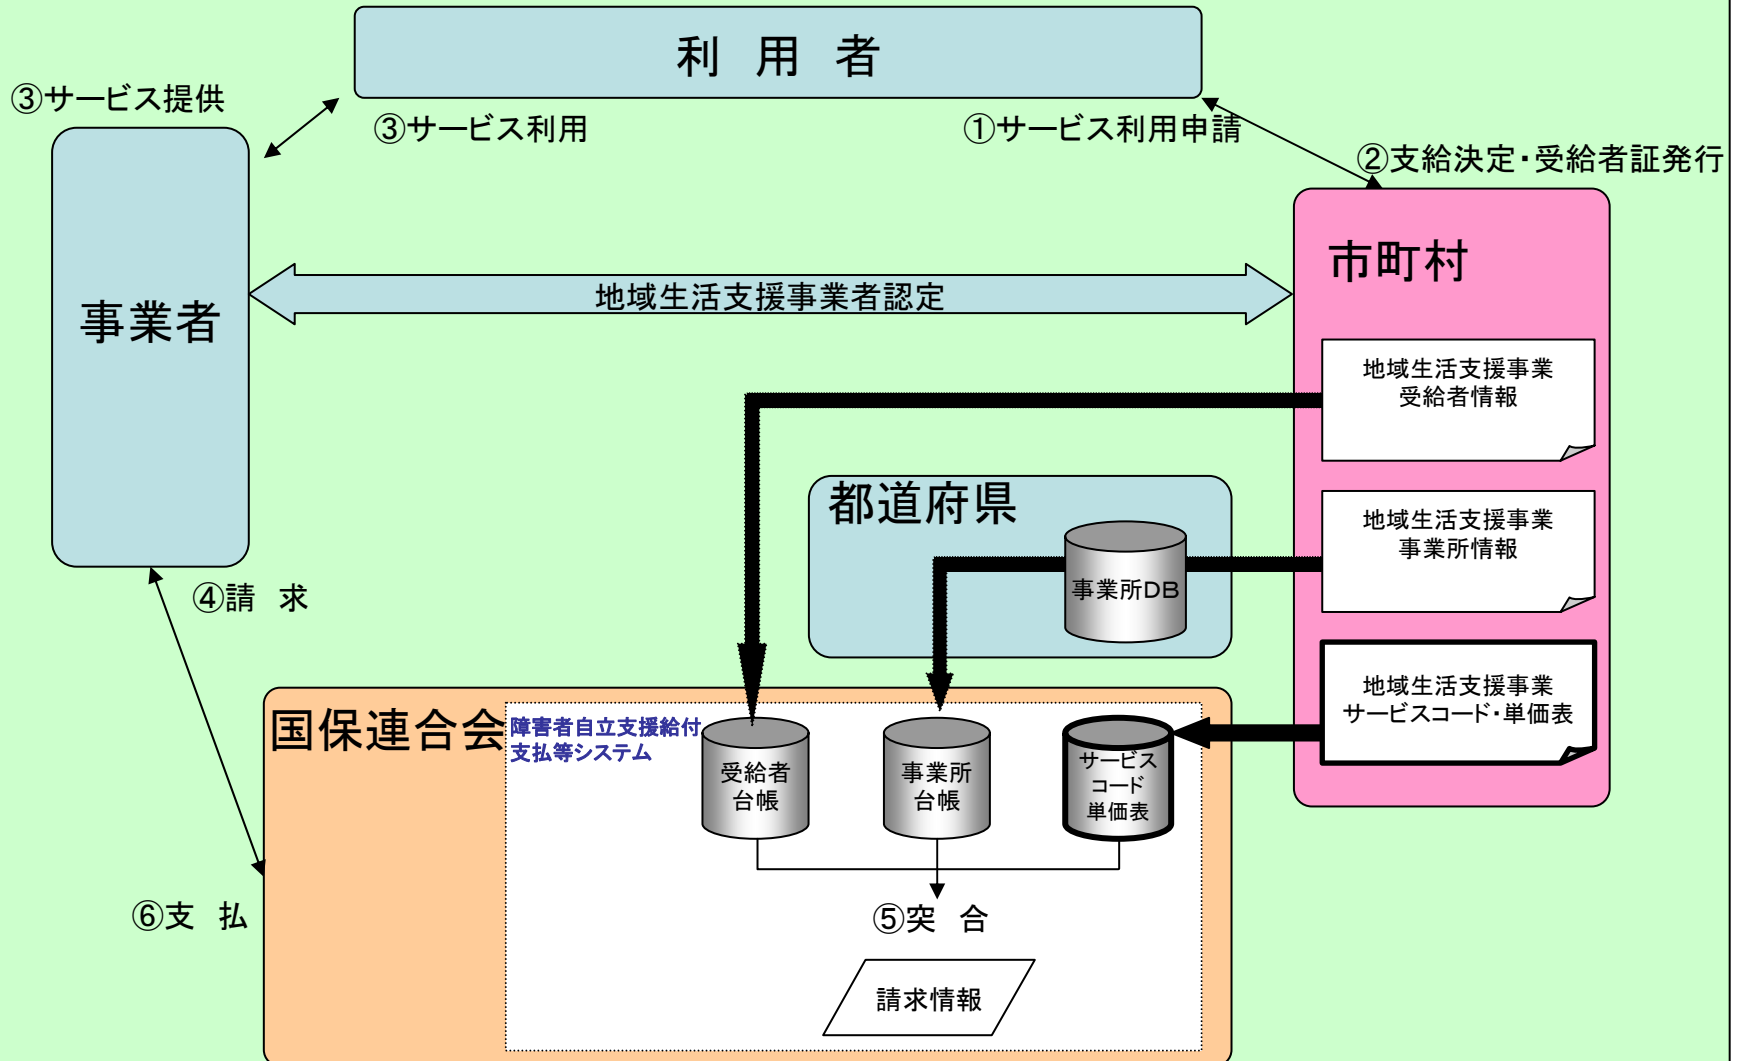 利　用　者
③サービス提供
③サービス利用
①サービス利用申請
②支給決定・受給者証発行
事業者
地域生活支援事業者認定
市町村
地域生活支援事業
受給者情報
都道府県
事業所DB
地域生活支援事業
事業所情報
④請　求
地域生活支援事業
サービスコード・単価表
国保連合会
障害者自立支援給付
支払等システム
受給者
台帳
事業所
台帳
サービス
コード
単価表
⑥支　払
⑤突　合
請求情報